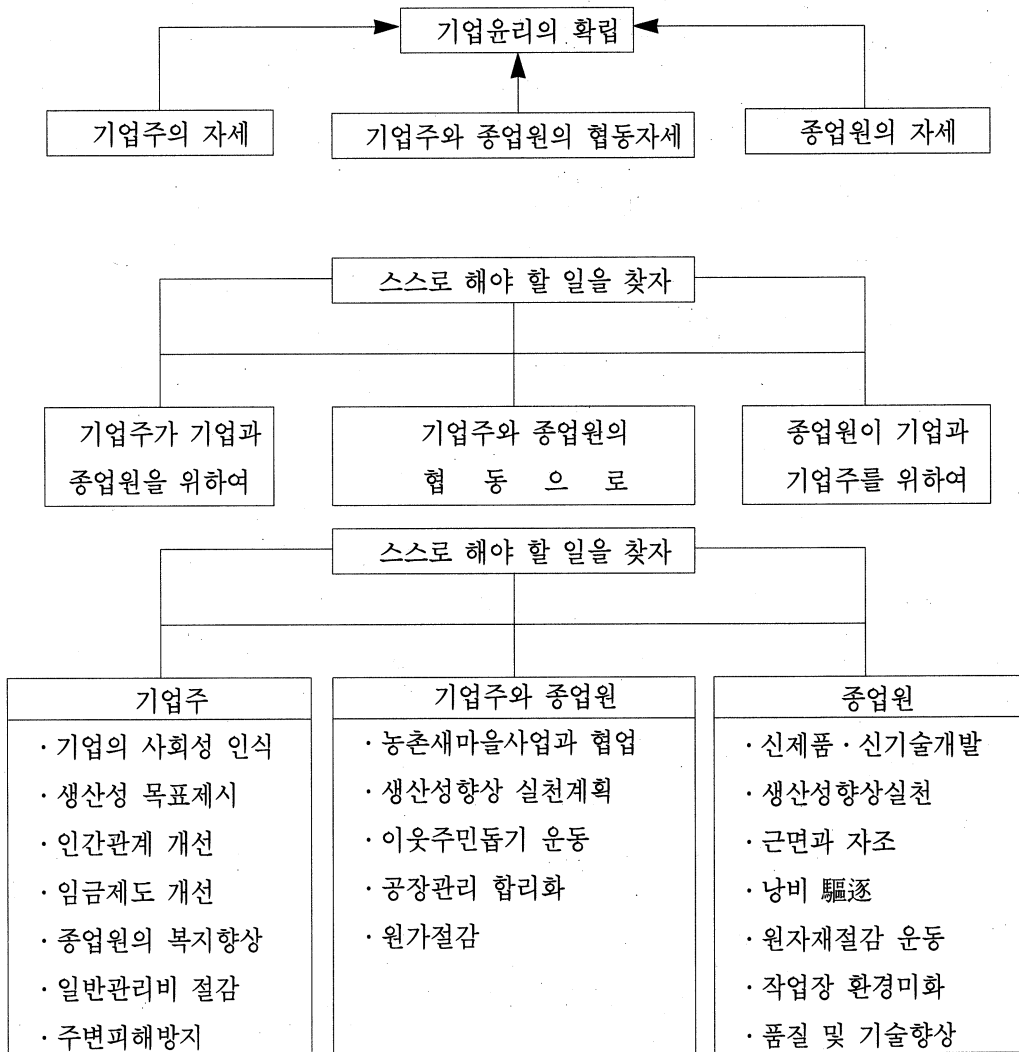 기업윤리의 확립
기업주의 자세
기업주와 종업원의 협동자세
종업원의 자세
스스로 해야 할 일을 찾자
기업주가 기업과
종업원을 위하여
기업주와 종업원의
협 동 으 로
종업원이 기업과
기업주를 위하여
스스로 해야 할 일을 찾자
기업주
· 기업의 사회성 인식
· 생산성 목표제시
· 인간관계 개선
· 임금제도 개선
· 종업원의 복지향상
· 일반관리비 절감
· 주변피해방지
기업주와 종업원
· 농촌새마을사업과 협업
· 생산성향상 실천계획
· 이웃주민돕기 운동
· 공장관리 합리화
· 원가절감
종업원
· 신제품 · 신기술개발
· 생산성향상실천
· 근면과 자조
· 낭비 驅逐
· 원자재절감 운동
· 작업장 환경미화
· 품질 및 기술향상